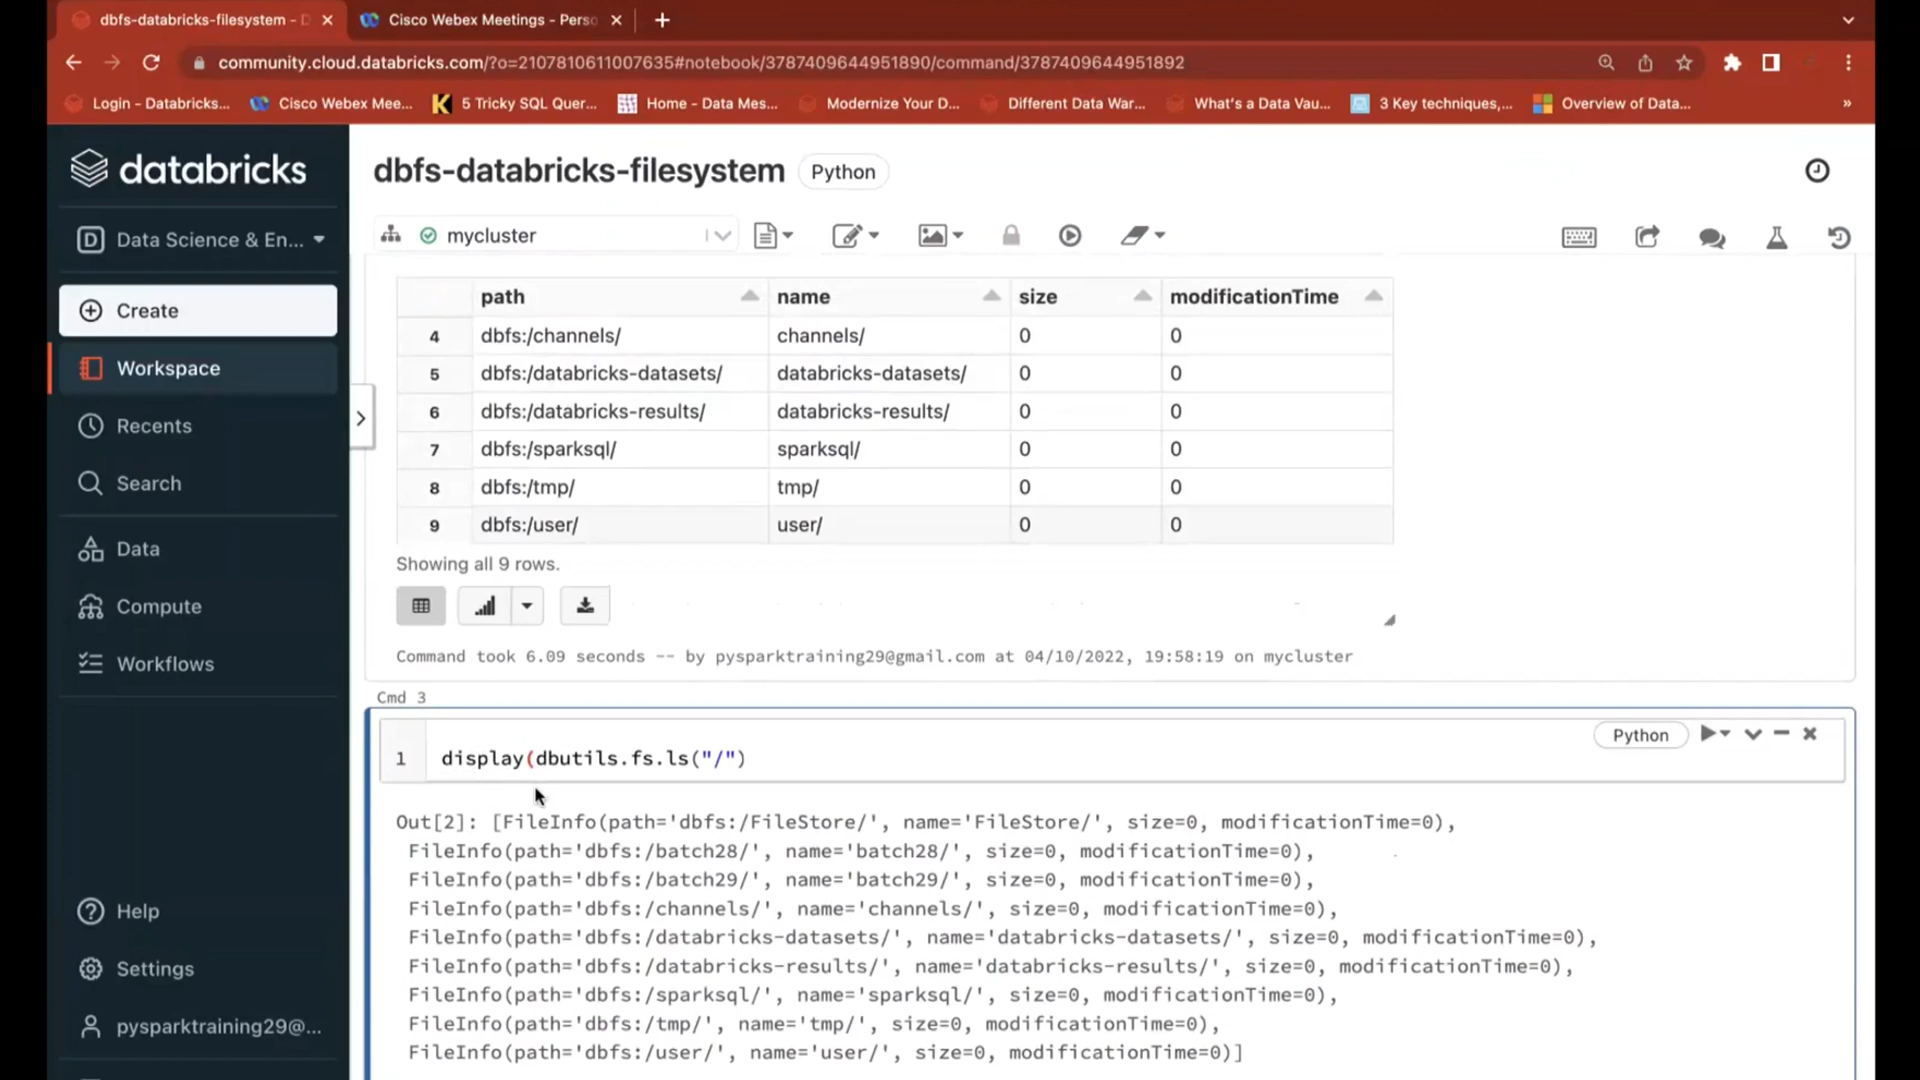 dbfs-databricks-filesystem - D
Cisco Webex Meetings - Perso
community.cloud.databricks.com/?o=2107810611007635#notebook/3787409644951890/command/3787409644951892
Login - Databricks...
Cisco Webex Mee...
5 Tricky SQL Quer...
Home - Data Mes...
Modernize Your D...
Different Data War...
What's a Data Vau...
3 Key techniques,...
Overview of Data...
»
databricks
D Data Science & En...
Create
Workspace
Recents
Search
Data
Compute
Workflows
Help
Settings
pysparktraining29@...
dbfs-databricks-filesystem Python
mycluster
path name size modificationTime
4 dbfs:/channels/ channels/ 0 0
5 dbfs:/databricks-datasets/ databricks-datasets/ 0 0
6 dbfs:/databricks-results/ databricks-results/ 0 0
7 dbfs:/sparksql/ sparksql/ 0 0
8 dbfs:/tmp/ tmp/ 0 0
9 dbfs:/user/ user/ 0 0
Showing all 9 rows.
Command took 6.09 seconds -- by pysparktraining29@gmail.com at 04/10/2022, 19:58:19 on mycluster
Cmd 3
Python
1 display(dbutils.fs.ls("/")
Out[2]: [FileInfo(path='dbfs:/FileStore/', name='FileStore/', size=0, modificationTime=0),
FileInfo(path='dbfs:/batch28/', name='batch28/', size=0, modificationTime=0),
FileInfo(path='dbfs:/batch29/', name='batch29/', size=0, modificationTime=0),
FileInfo(path='dbfs:/channels/', name='channels/', size=0, modificationTime=0),
FileInfo(path='dbfs:/databricks-datasets/', name='databricks-datasets/', size=0, modificationTime=0),
FileInfo(path='dbfs:/databricks-results/', name='databricks-results/', size=0, modificationTime=0),
FileInfo(path='dbfs:/sparksql/', name='sparksql/', size=0, modificationTime=0),
FileInfo(path='dbfs:/tmp/', name='tmp/', size=0, modificationTime=0),
FileInfo(path='dbfs:/user/', name='user/', size=0, modificationTime=0)]